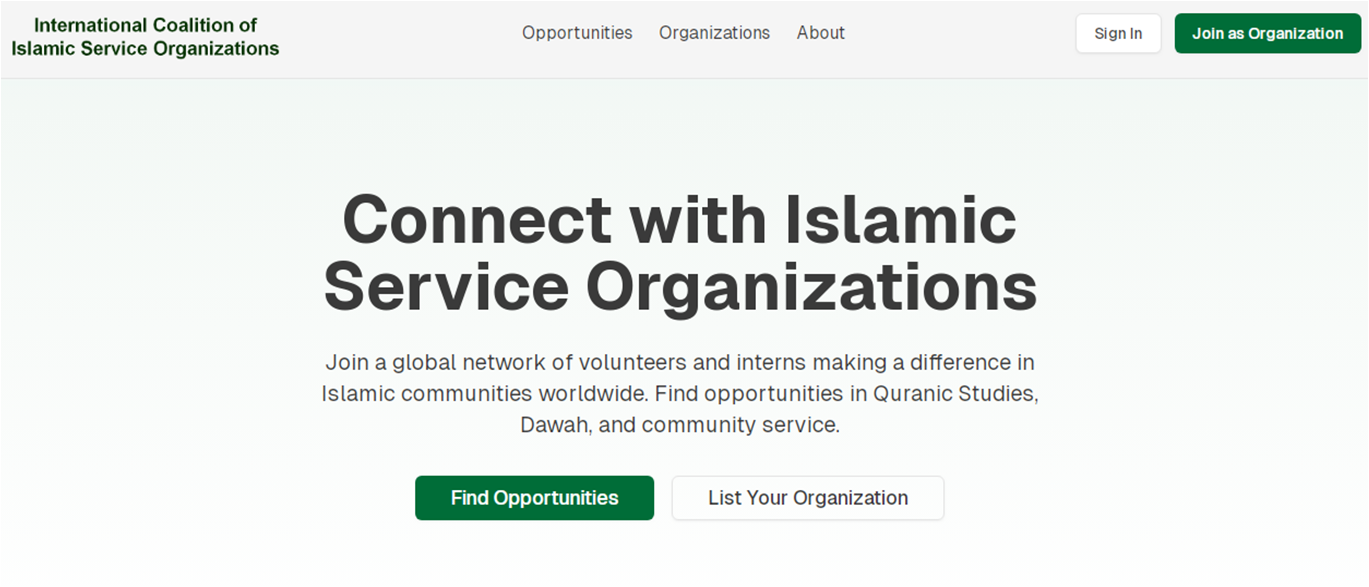 International Coalition of
Islamic Service Organizations
Opportunities Organizations About
Sign In
Join as Organization
Connect with Islamic
Service Organizations
Join a global network of volunteers and interns making a difference in
Islamic communities worldwide. Find opportunities in Quranic Studies,
Dawah, and community service.
Find Opportunities
List Your Organization